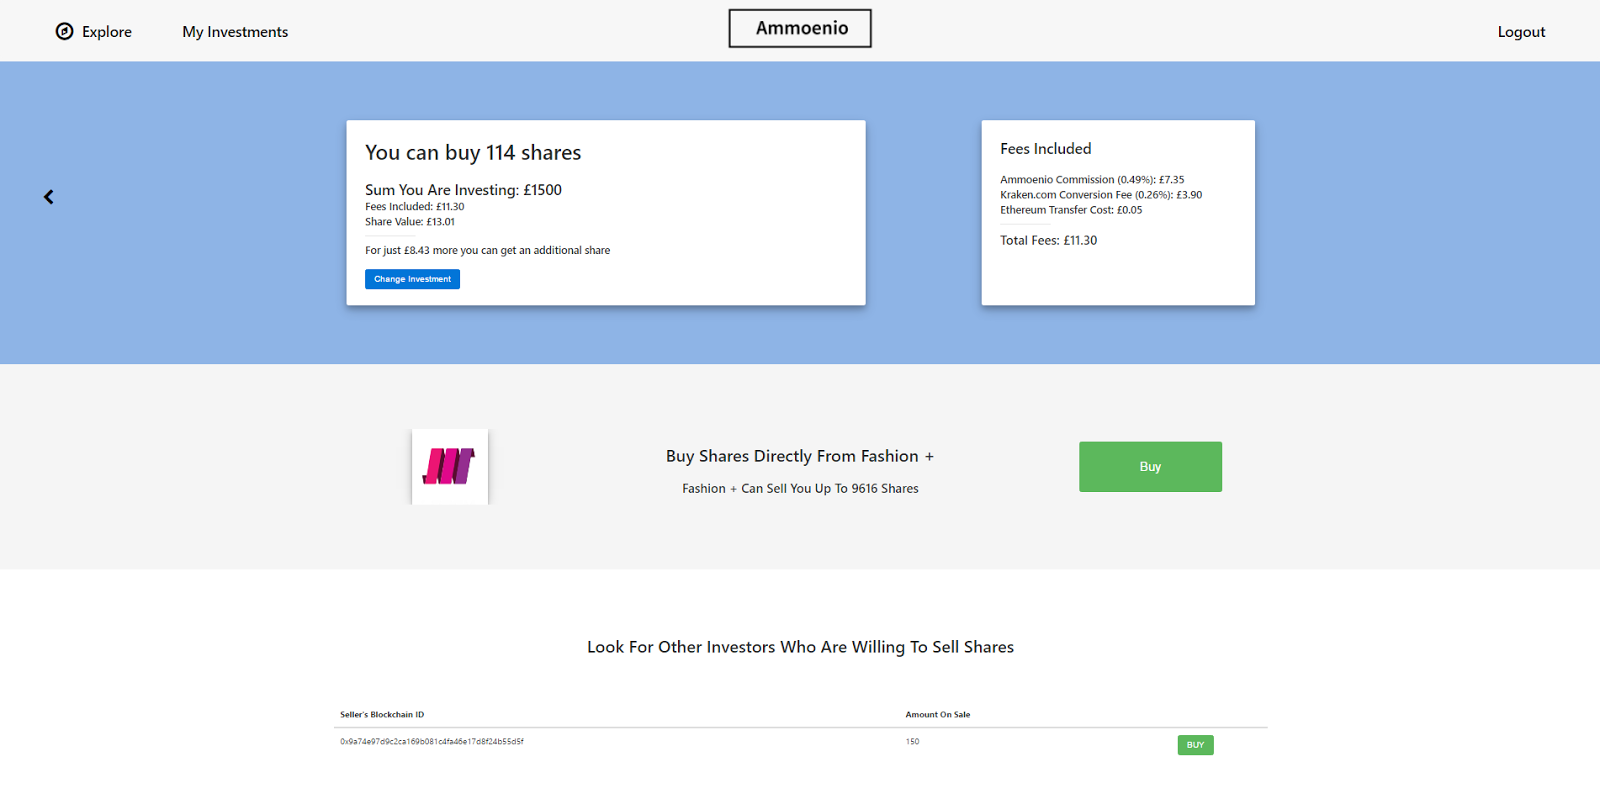 Explore
My Investments
Ammoenio
Logout
You can buy 114 shares
Sum You Are Investing: £1500
Fees Included: £11.30
Share Value: £13.01
For just £8.43 more you can get an additional share
Change Investment
Fees Included
Ammoenio Commission (0.49%): £7.35
Kraken.com Conversion Fee (0.26%): £3.90
Ethereum Transfer Cost: £0.05
Total Fees: £11.30
Buy Shares Directly From Fashion +
Fashion + Can Sell You Up To 9616 Shares
Buy
Look For Other Investors Who Are Willing To Sell Shares
Seller's Blockchain ID
Amount On Sale
0x9a74e97d9c2ca169b081c4fa46e17d8f24b55d5f
150
BUY